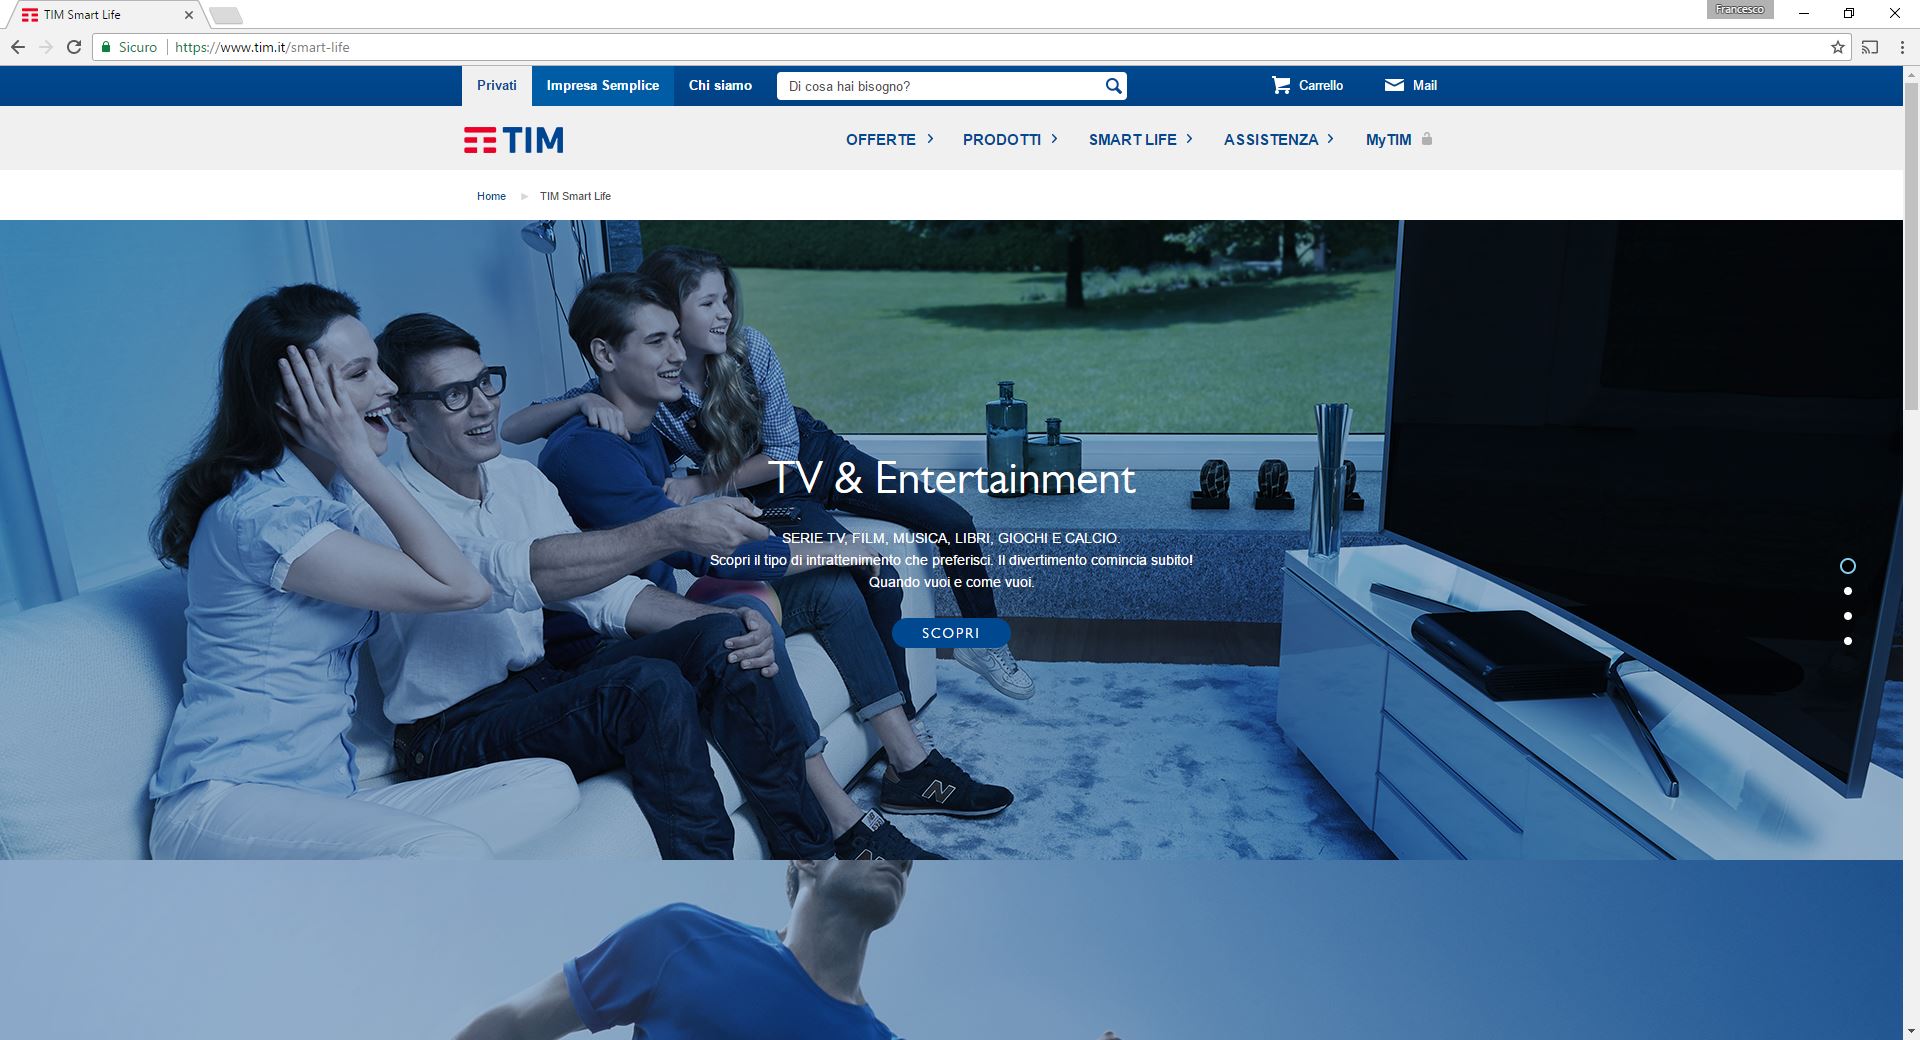 TIM Smart Life
Francesco
Sicuro
https://www.tim.it/smart-life
Privati
Impresa Semplice
Chi siamo
Di cosa hai bisogno?
Carrello
Mail
TIM
OFFERTE
PRODOTTI
SMART LIFE
ASSISTENZA
MyTIM
Home
TIM Smart Life
TV & Entertainment
SERIE TV, FILM, MUSICA, LIBRI, GIOCHI E CALCIO.
Scopri il tipo di intrattenimento che preferisci. Il divertimento comincia subito!
Quando vuoi e come vuoi.
SCOPRI
N